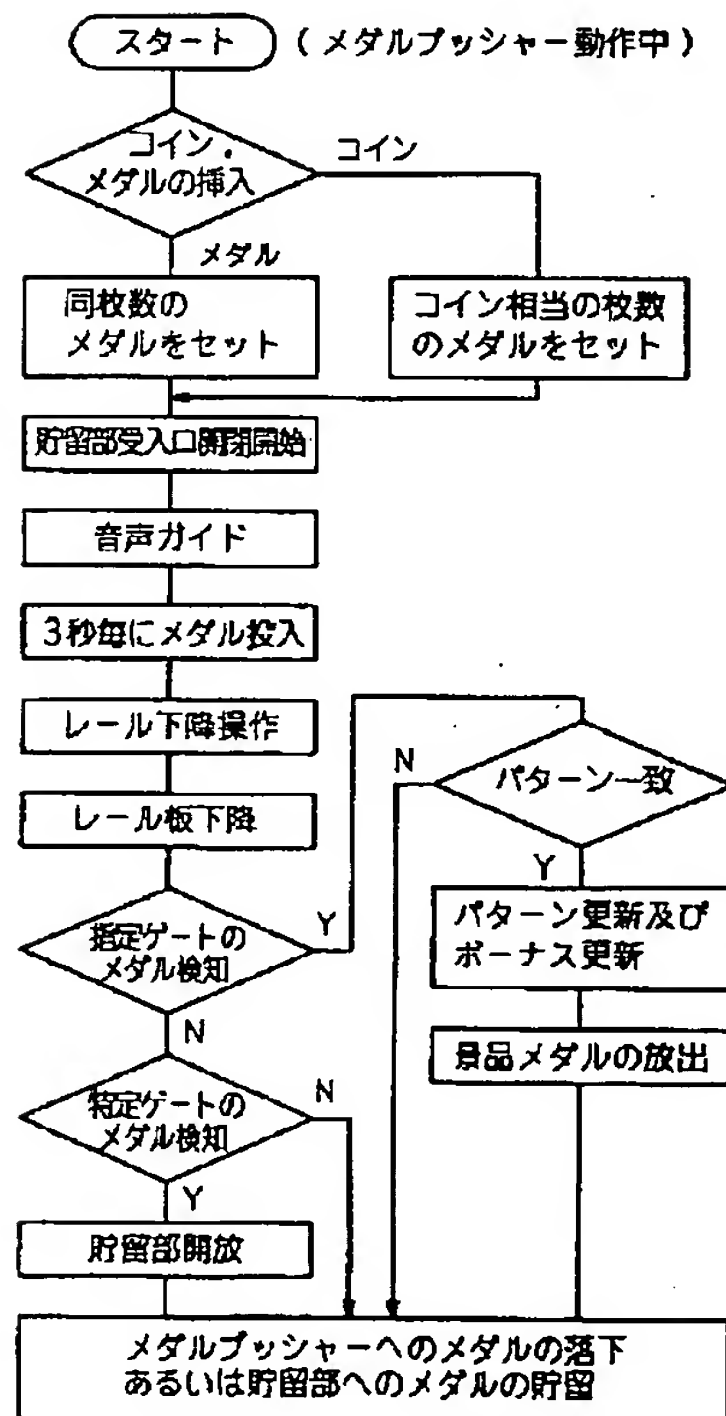 スタート (メダルプッシャー動作中)
コイン,
メダルの挿入
コイン
メダル
同枚数の
メダルをセット
コイン相当の枚数
のメダルをセット
貯留部受入口開閉開始
音声ガイド
3秒毎にメダル投入
レール下降操作
レール板下降
指定ゲートの
メダル検知
Y
N
パターン一致
N
Y
パターン更新及び
ボーナス更新
景品メダルの放出
特定ゲートの
メダル検知
N
Y
貯留部開放
メダルプッシャーへのメダルの落下
あるいは貯留部へのメダルの貯留